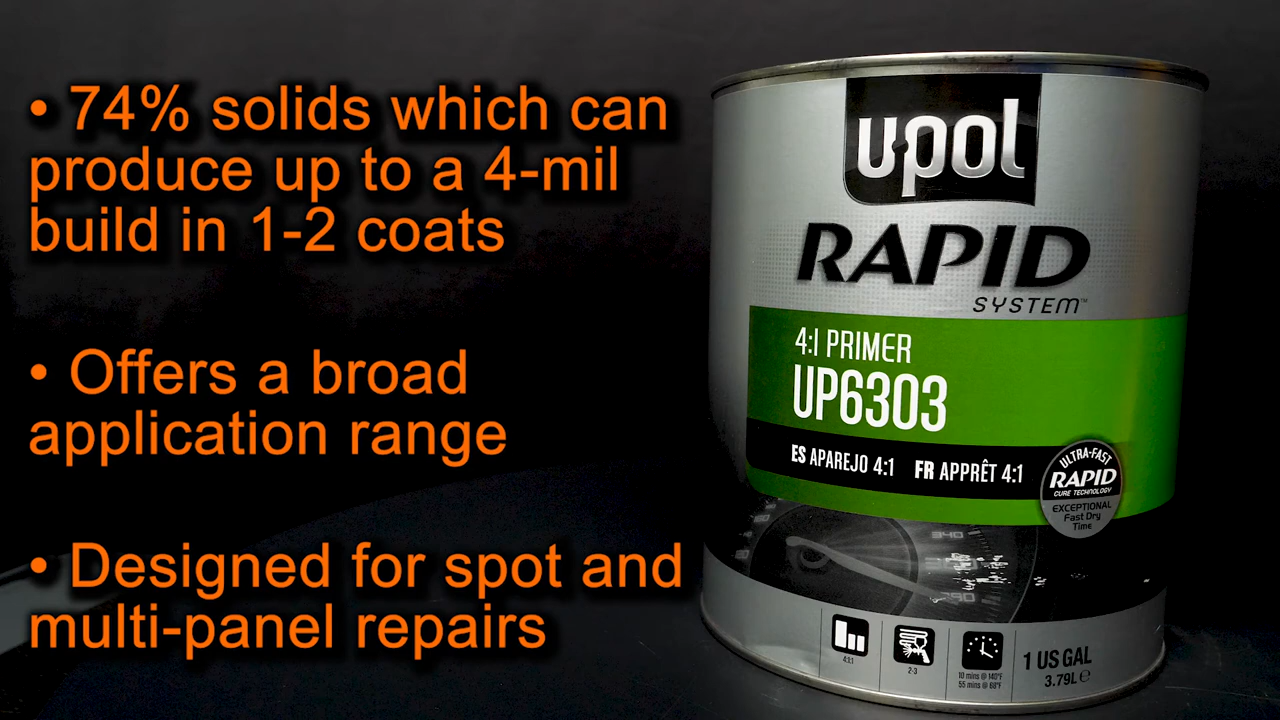 • 74% solids which can
produce up to a 4-mil
build in 1-2 coats
• Offers a broad
application range
• Designed for spot and
multi-panel repairs
upol
RAPID
SYSTEM™
4:1 PRIMER
UP6303
ES APAREJO 4:1 FR APPRÊT 4:1
ULTRA-FAST
RAPID
CURE TECHNOLOGY
EXCEPTIONAL
Fast Dry
Time
340
4:1:1
2-3
10 mins @ 140°F
55 mins @ 68°F
1 US GAL
3.79L ℮